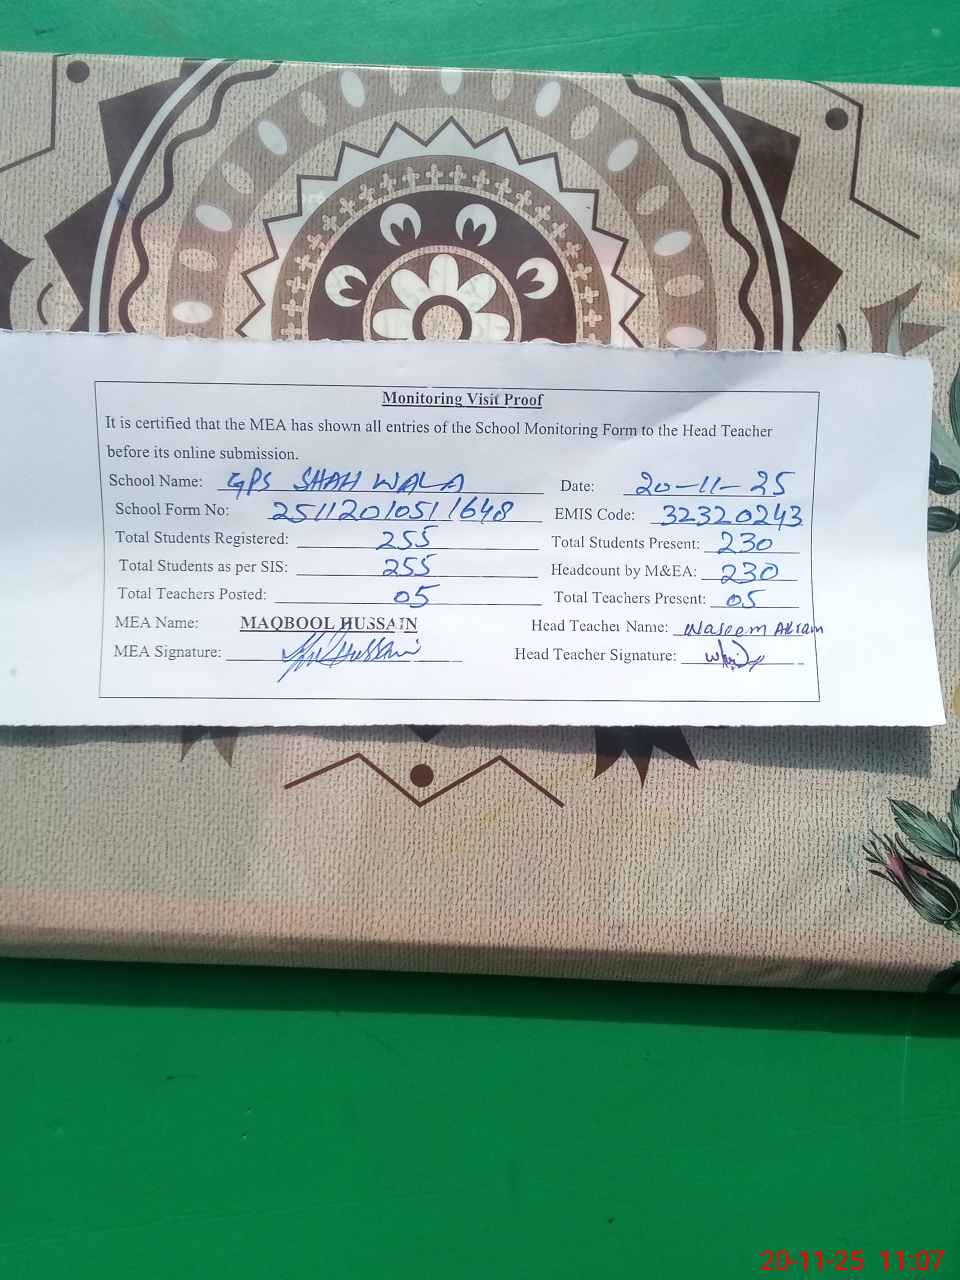 Monitoring Visit Proof
It is certified that the MEA has shown all entries of the School Monitoring Form to the Head Teacher
before its online submission.
School Name: GPS SHAH WALA Date: 20-11-25
School Form No: 25112010511648 EMIS Code: 32320243
Total Students Registered: 255 Total Students Present: 230
Total Students as per SIS: 255 Headcount by M&EA: 230
Total Teachers Posted: 05 Total Teachers Present: 05
MEA Name: MAQBOOL HUSSAIN Head Teacher Name: Waseem Akram
MEA Signature: Hussain Head Teacher Signature:
20-11-25 11:07